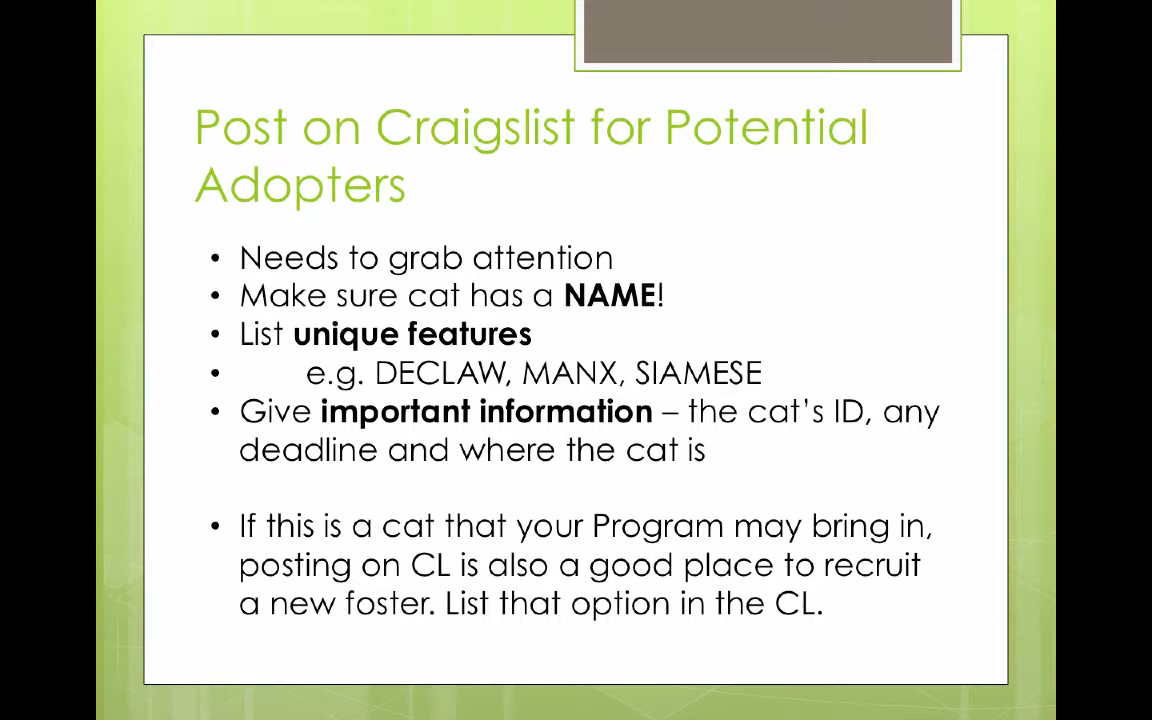 Post on Craigslist for Potential
Adopters
• Needs to grab attention
• Make sure cat has a NAME!
• List unique features
• e.g. DECLAW, MANX, SIAMESE
• Give important information – the cat's ID, any
deadline and where the cat is
• If this is a cat that your Program may bring in,
posting on CL is also a good place to recruit
a new foster. List that option in the CL.